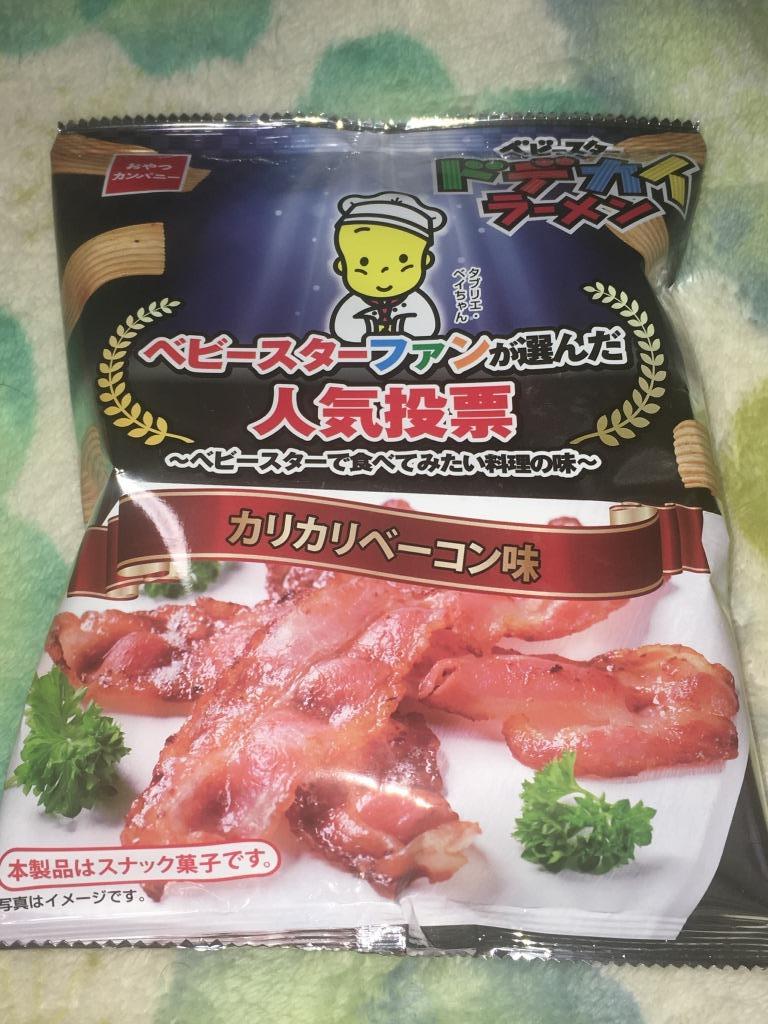 おやつ
カンパニー
ベビースター
ドデカイ
ラーメン
タブリエ・
ベイちゃん
ベビースターファンが選んだ
人気投票
～ベビースターで食べてみたい料理の味～
カリカリベーコン味
本製品はスナック菓子です。
写真はイメージです。